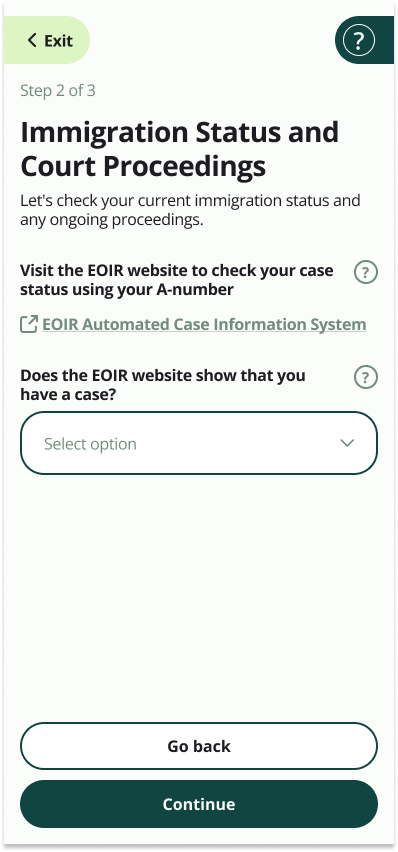 Exit
?
Step 2 of 3
Immigration Status and
Court Proceedings
Let's check your current immigration status and
any ongoing proceedings.
Visit the EOIR website to check your case
status using your A-number
?
EOIR Automated Case Information System
Does the EOIR website show that you
have a case?
?
Select option
Go back
Continue